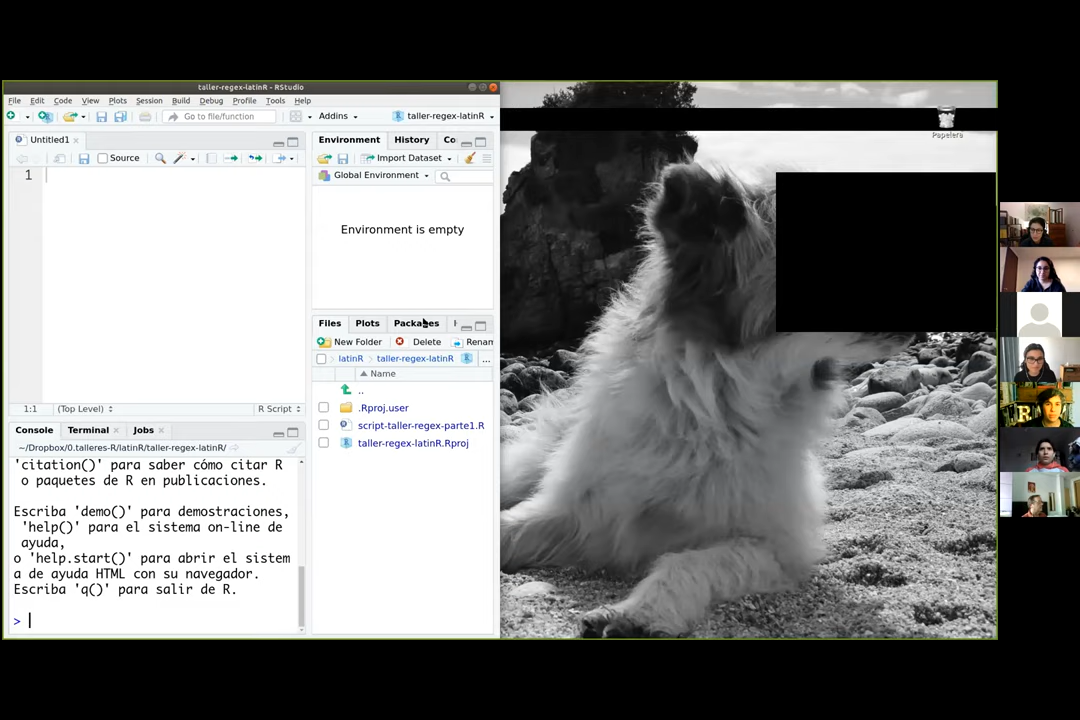 taller-regex-latinR - RStudio
File Edit Code View Plots Session Build Debug Profile Tools Help
Go to file/function Addins taller-regex-latinR
Untitled1
Source
1
1:1 (Top Level) R Script
Console Terminal Jobs
~/Dropbox/0.talleres-R/latinR/taller-regex-latinR/
'citation()' para saber cómo citar R
o paquetes de R en publicaciones.
Escriba 'demo()' para demostraciones,
'help()' para el sistema on-line de
ayuda,
o 'help.start()' para abrir el sistem
a de ayuda HTML con su navegador.
Escriba 'q()' para salir de R.
>
Environment History Co
Import Dataset
Global Environment
Environment is empty
Files Plots Packages
New Folder Delete Renam
latinR taller-regex-latinR ...
Name
..
.Rproj.user
script-taller-regex-parte1.R
taller-regex-latinR.Rproj
Papelera
R